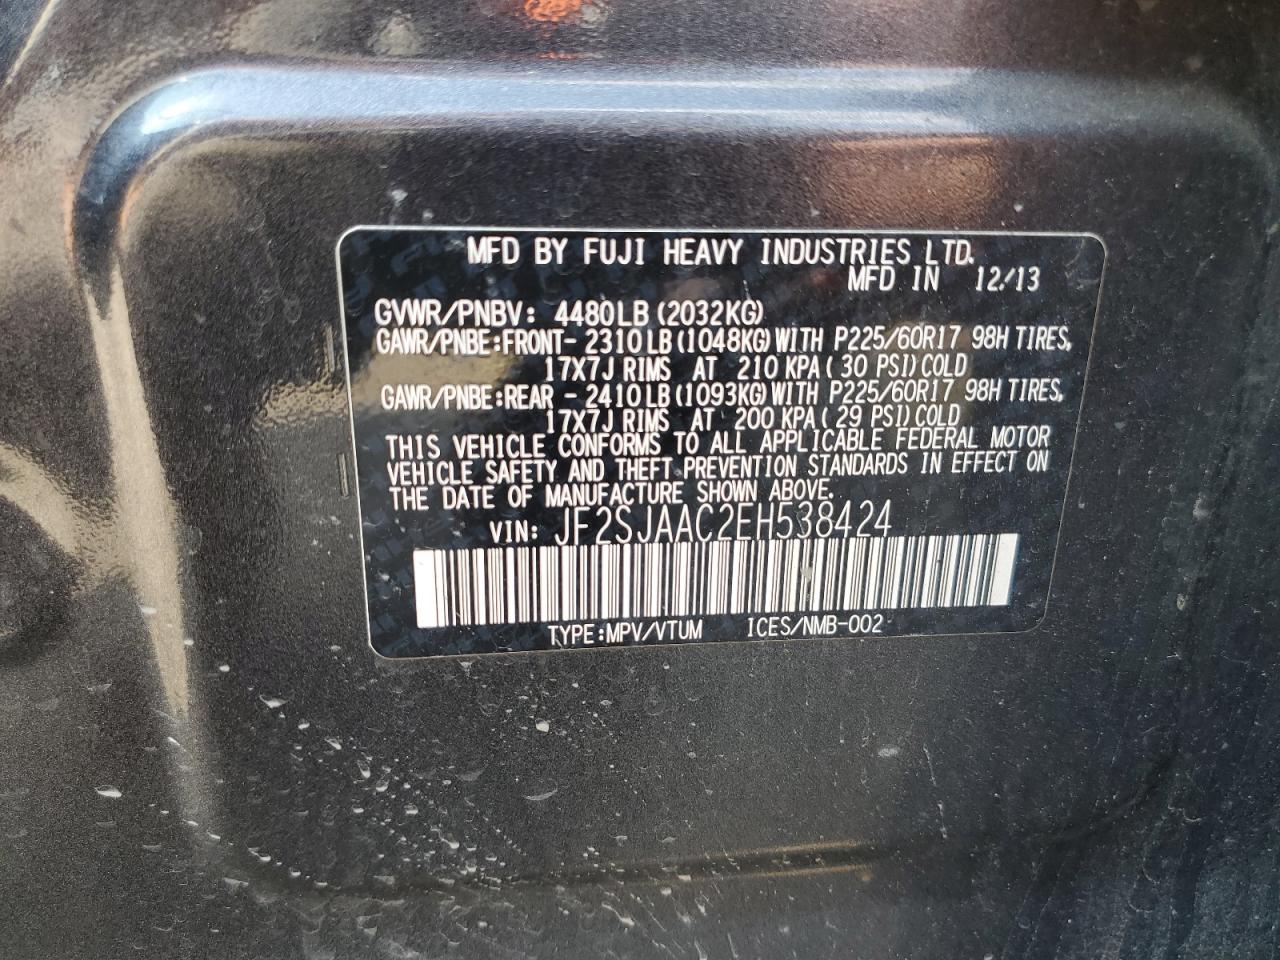 MFD BY FUJI HEAVY INDUSTRIES LTD.
MFD IN 12/13
GVWR/PNBV: 4480LB (2032KG)
GAWR/PNBE:FRONT- 2310LB (1048KG) WITH P225/60R17 98H TIRES,
17X7J RIMS AT 210 KPA ( 30 PSI) COLD
GAWR/PNBE:REAR - 2410LB (1093KG) WITH P225/60R17 98H TIRES,
17X7J RIMS AT 200 KPA ( 29 PSI) COLD
THIS VEHICLE CONFORMS TO ALL APPLICABLE FEDERAL MOTOR
VEHICLE SAFETY AND THEFT PREVENTION STANDARDS IN EFFECT ON
THE DATE OF MANUFACTURE SHOWN ABOVE.
VIN: JF2SJAAC2EH538424
TYPE:MPV/VTUM ICES/NMB-002